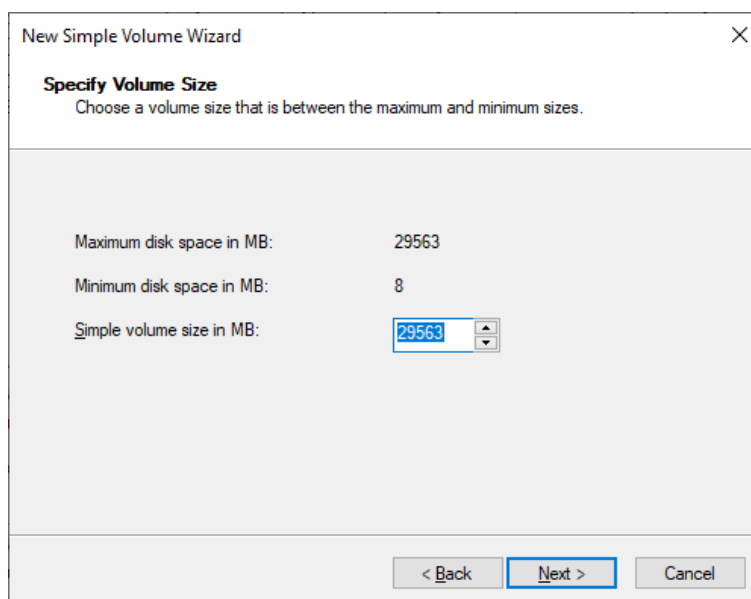 New Simple Volume Wizard
Specify Volume Size
Choose a volume size that is between the maximum and minimum sizes.
Maximum disk space in MB: 29563
Minimum disk space in MB: 8
Simple volume size in MB: 29563
< Back Next > Cancel